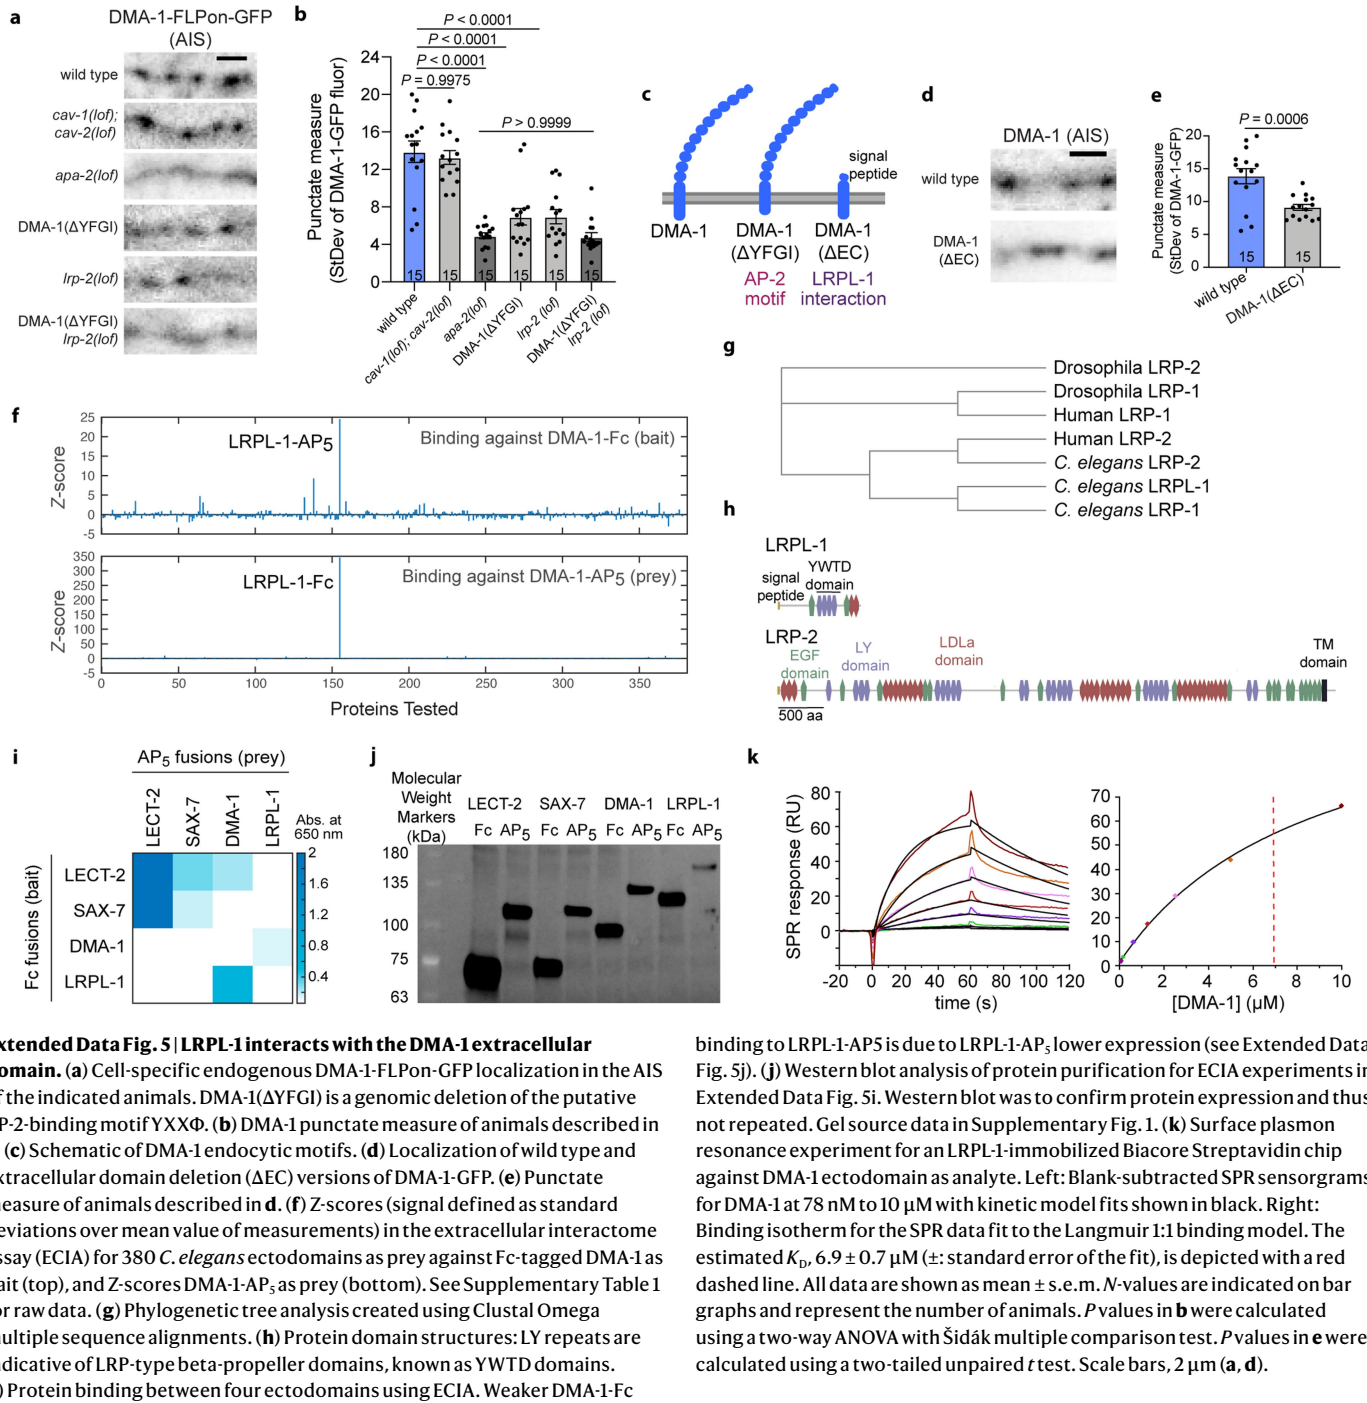 a
DMA-1-FLPon-GFP
(AIS)
wild type
cav-1(lof);
cav-2(lof)
apa-2(lof)
DMA-1(ΔYFGI)
lrp-2(lof)
DMA-1(ΔYFGI)
lrp-2(lof)
b
P < 0.0001
P < 0.0001
P < 0.0001
P = 0.9975
P > 0.9999
Punctate measure
(StDev of DMA-1-GFP fluor)
24
20
16
12
8
4
0
15 15 15 15 15 15
wild type
cav-1(lof); cav-2(lof)
apa-2(lof)
DMA-1(ΔYFGI)
lrp-2 (lof)
DMA-1(ΔYFGI)
lrp-2 (lof)
c
signal
peptide
DMA-1
DMA-1
(ΔYFGI)
AP-2
motif
DMA-1
(ΔEC)
LRPL-1
interaction
d
DMA-1 (AIS)
wild type
DMA-1
(ΔEC)
e
P = 0.0006
Punctate measure
(StDev of DMA-1-GFP)
20
15
10
5
0
15 15
wild type
DMA-1(ΔEC)
f
Z-score
25
20
15
10
5
0
-5
LRPL-1-AP5
Binding against DMA-1-Fc (bait)
Z-score
350
300
250
200
150
100
50
0
-5
LRPL-1-Fc
Binding against DMA-1-AP5 (prey)
0 50 100 150 200 250 300 350
Proteins Tested
g
Drosophila LRP-2
Drosophila LRP-1
Human LRP-1
Human LRP-2
C. elegans LRP-2
C. elegans LRPL-1
C. elegans LRP-1
h
LRPL-1
signal
peptide
YWTD
domain
LRP-2
EGF
domain
LY
domain
LDLa
domain
TM
domain
500 aa
i
AP5 fusions (prey)
LECT-2
SAX-7
DMA-1
LRPL-1
Abs. at
650 nm
2
1.6
1.2
0.8
0.4
Fc fusions (bait)
LECT-2
SAX-7
DMA-1
LRPL-1
j
Molecular
Weight
Markers
(kDa)
LECT-2 SAX-7 DMA-1 LRPL-1
Fc AP5 Fc AP5 Fc AP5 Fc AP5
180
135
100
75
63
k
SPR response (RU)
80
60
40
20
0
-20 0 20 40 60 80 100 120
time (s)
70
60
50
40
30
20
10
0
0 2 4 6 8 10
[DMA-1] (µM)
xtended Data Fig. 5 | LRPL-1 interacts with the DMA-1 extracellular
omain. (a) Cell-specific endogenous DMA-1-FLPon-GFP localization in the AIS
f the indicated animals. DMA-1(ΔYFGI) is a genomic deletion of the putative
P-2-binding motif YXXΦ. (b) DMA-1 punctate measure of animals described in
. (c) Schematic of DMA-1 endocytic motifs. (d) Localization of wild type and
xtracellular domain deletion (ΔEC) versions of DMA-1-GFP. (e) Punctate
easure of animals described in d. (f) Z-scores (signal defined as standard
eviations over mean value of measurements) in the extracellular interactome
ssay (ECIA) for 380 C. elegans ectodomains as prey against Fc-tagged DMA-1 as
ait (top), and Z-scores DMA-1-AP5 as prey (bottom). See Supplementary Table 1
or raw data. (g) Phylogenetic tree analysis created using Clustal Omega
ultiple sequence alignments. (h) Protein domain structures: LY repeats are
ndicative of LRP-type beta-propeller domains, known as YWTD domains.
) Protein binding between four ectodomains using ECIA. Weaker DMA-1-Fc
binding to LRPL-1-AP5 is due to LRPL-1-AP5 lower expression (see Extended Data
Fig. 5j). (j) Western blot analysis of protein purification for ECIA experiments in
Extended Data Fig. 5i. Western blot was to confirm protein expression and thus
not repeated. Gel source data in Supplementary Fig. 1. (k) Surface plasmon
resonance experiment for an LRPL-1-immobilized Biacore Streptavidin chip
against DMA-1 ectodomain as analyte. Left: Blank-subtracted SPR sensorgrams
for DMA-1 at 78 nM to 10 µM with kinetic model fits shown in black. Right:
Binding isotherm for the SPR data fit to the Langmuir 1:1 binding model. The
estimated KD, 6.9 ± 0.7 µM (±: standard error of the fit), is depicted with a red
dashed line. All data are shown as mean ± s.e.m. N-values are indicated on bar
graphs and represent the number of animals. P values in b were calculated
using a two-way ANOVA with Šidák multiple comparison test. P values in e were
calculated using a two-tailed unpaired t test. Scale bars, 2 µm (a, d).